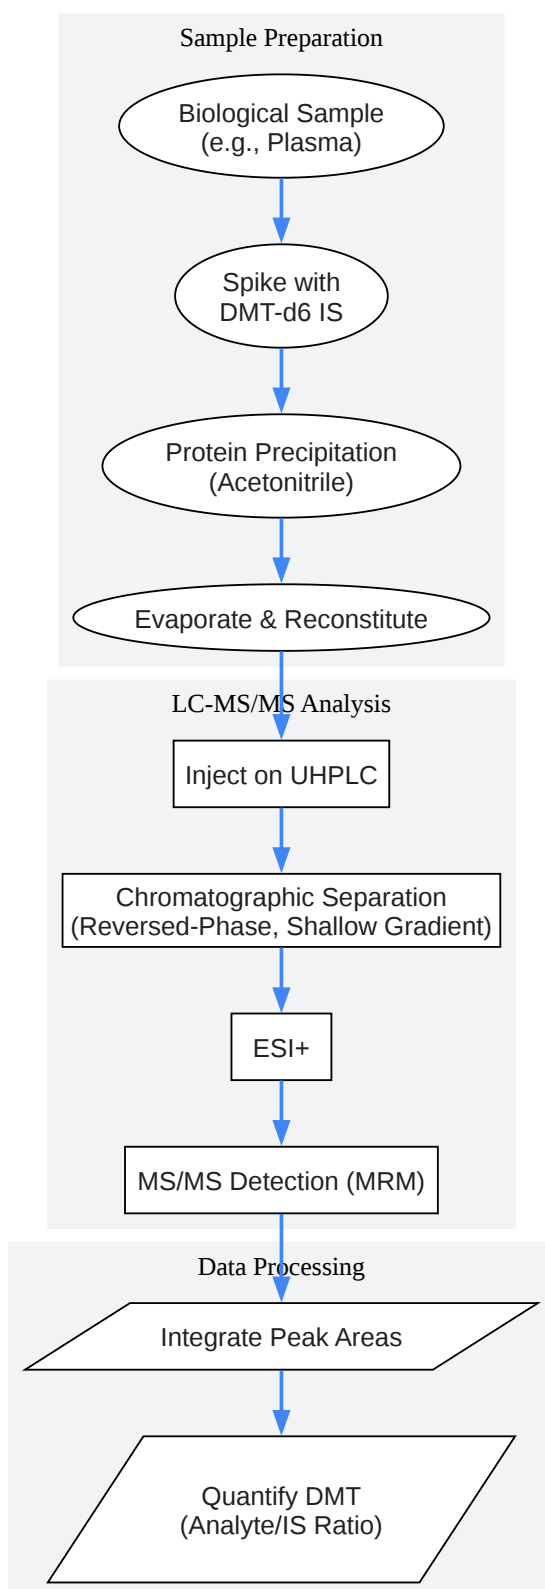 Sample Preparation
Biological Sample
(e.g., Plasma)
Spike with
DMT-d6 IS
Protein Precipitation
(Acetonitrile)
Evaporate & Reconstitute
LC-MS/MS Analysis
Inject on UHPLC
Chromatographic Separation
(Reversed-Phase, Shallow Gradient)
ESI+
MS/MS Detection (MRM)
Data Processing
Integrate Peak Areas
Quantify DMT
(Analyte/IS Ratio)